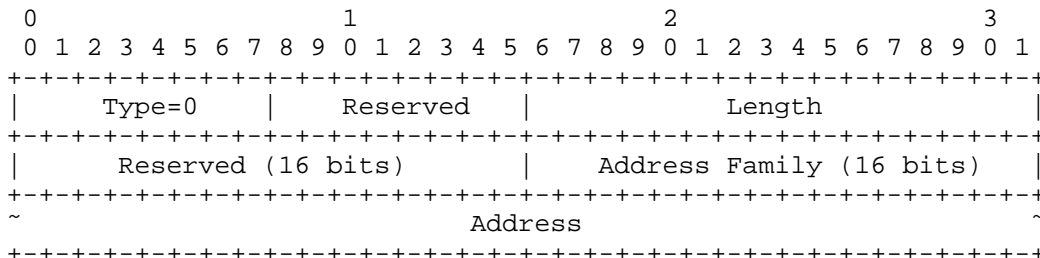 0                   1                   2                   3
 0 1 2 3 4 5 6 7 8 9 0 1 2 3 4 5 6 7 8 9 0 1 2 3 4 5 6 7 8 9 0 1
+-+-+-+-+-+-+-+-+-+-+-+-+-+-+-+-+-+-+-+-+-+-+-+-+-+-+-+-+-+-+-+-+
|     Type=0    |    Reserved   |            Length             |
+-+-+-+-+-+-+-+-+-+-+-+-+-+-+-+-+-+-+-+-+-+-+-+-+-+-+-+-+-+-+-+-+
|      Reserved (16 bits)       |    Address Family (16 bits)   |
+-+-+-+-+-+-+-+-+-+-+-+-+-+-+-+-+-+-+-+-+-+-+-+-+-+-+-+-+-+-+-+-+
~                            Address                            ~
+-+-+-+-+-+-+-+-+-+-+-+-+-+-+-+-+-+-+-+-+-+-+-+-+-+-+-+-+-+-+-+-+